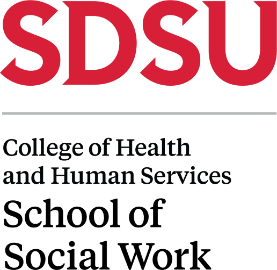 SDSU
College of Health
and Human Services
School of
Social Work